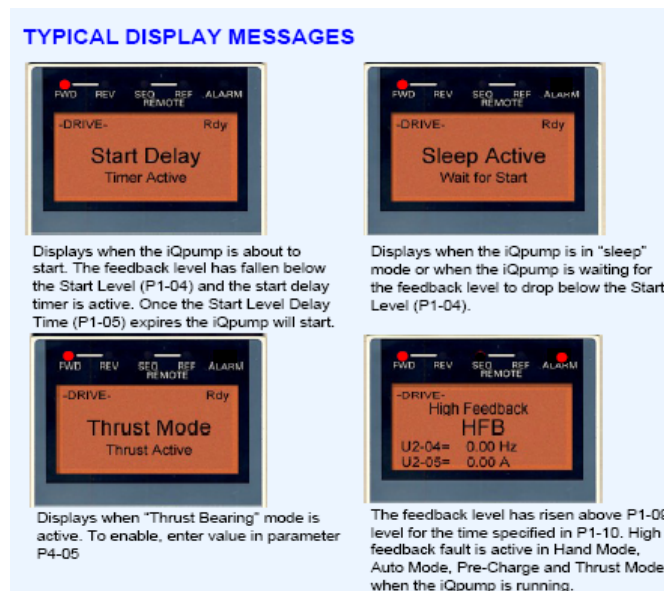 TYPICAL DISPLAY MESSAGES
FWD REV SEQ REF ALARM
REMOTE
-DRIVE- Rdy
Start Delay
Timer Active
Displays when the iQpump is about to
start. The feedback level has fallen below
the Start Level (P1-04) and the start delay
timer is active. Once the Start Level Delay
Time (P1-05) expires the iQpump will start.
FWD REV SEQ REF ALARM
REMOTE
-DRIVE- Rdy
Sleep Active
Wait for Start
Displays when the iQpump is in "sleep"
mode or when the iQpump is waiting for
the feedback level to drop below the Start
Level (P1-04).
FWD REV SEQ REF ALARM
REMOTE
-DRIVE- Rdy
Thrust Mode
Thrust Active
Displays when "Thrust Bearing" mode is
active. To enable, enter value in parameter
P4-05
FWD REV SEQ REF ALARM
REMOTE
-DRIVE-
High Feedback
HFB
U2-04= 0.00 Hz
U2-05= 0.00 A
The feedback level has risen above P1-09
level for the time specified in P1-10. High
feedback fault is active in Hand Mode,
Auto Mode, Pre-Charge and Thrust Mode
when the iQpump is running.